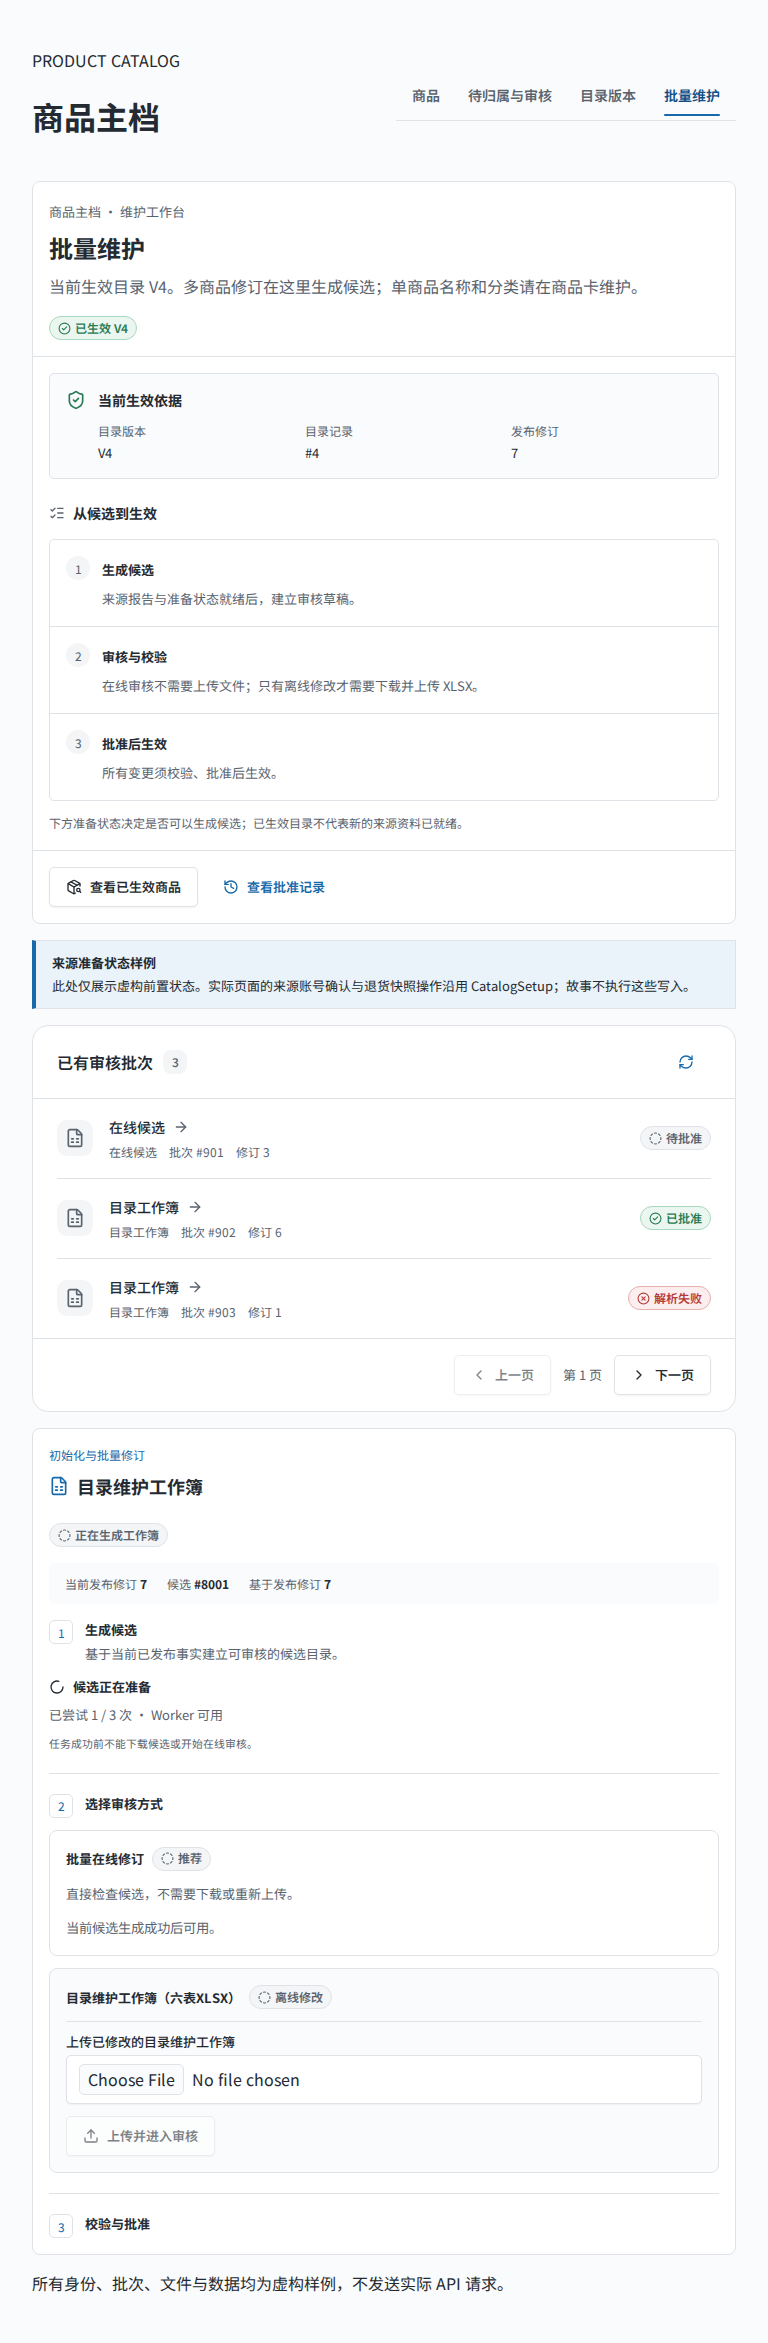 PRODUCT CATALOG
商品主档
商品 待归属与审核 目录版本 批量维护
商品主档 · 维护工作台
批量维护
当前生效目录 V4。多商品修订在这里生成候选；单商品名称和分类请在商品卡维护。
已生效 V4
当前生效依据
目录版本 目录记录 发布修订
V4 #4 7
从候选到生效
1 生成候选
来源报告与准备状态就绪后，建立审核草稿。
2 审核与校验
在线审核不需要上传文件；只有离线修改才需要下载并上传 XLSX。
3 批准后生效
所有变更须校验、批准后生效。
下方准备状态决定是否可以生成候选；已生效目录不代表新的来源资料已就绪。
查看已生效商品 查看批准记录
来源准备状态样例
此处仅展示虚构前置状态。实际页面的来源账号确认与退货快照操作沿用 CatalogSetup；故事不执行这些写入。
已有审核批次 3
在线候选
在线候选 批次 #901 修订 3
待批准
目录工作簿
目录工作簿 批次 #902 修订 6
已批准
目录工作簿
目录工作簿 批次 #903 修订 1
解析失败
上一页 第 1 页 下一页
初始化与批量修订
目录维护工作簿
正在生成工作簿
当前发布修订 7 候选 #8001 基于发布修订 7
1 生成候选
基于当前已发布事实建立可审核的候选目录。
候选正在准备
已尝试 1 / 3 次 · Worker 可用
任务成功前不能下载候选或开始在线审核。
2 选择审核方式
批量在线修订 推荐
直接检查候选，不需要下载或重新上传。
当前候选生成成功后可用。
目录维护工作簿（六表XLSX） 离线修改
上传已修改的目录维护工作簿
Choose File No file chosen
上传并进入审核
3 校验与批准
所有身份、批次、文件与数据均为虚构样例，不发送实际 API 请求。